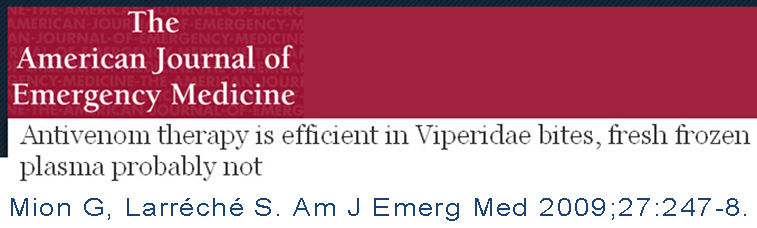 The
American Journal of
Emergency Medicine
Antivenom therapy is efficient in Viperidae bites, fresh frozen
plasma probably not
Mion G, Larréché S. Am J Emerg Med 2009;27:247-8.